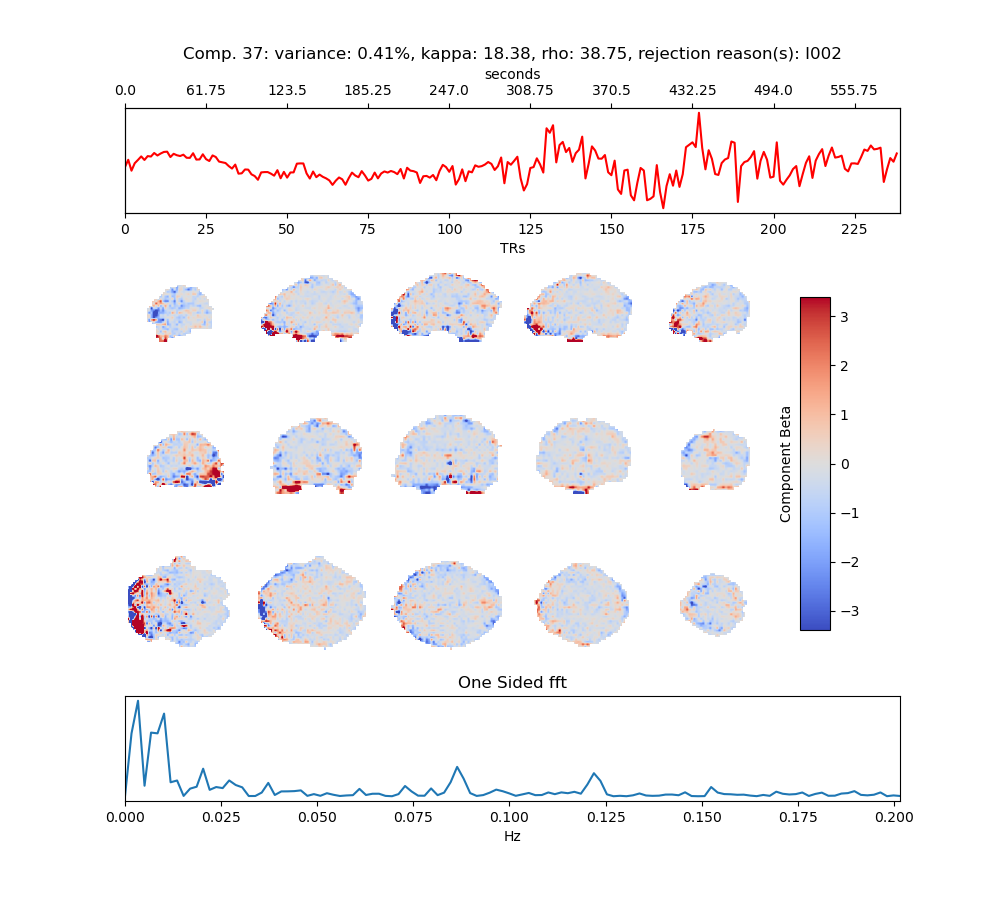 Comp. 37: variance: 0.41%, kappa: 18.38, rho: 38.75, rejection reason(s): I002
seconds
0.0 61.75 123.5 185.25 247.0 308.75 370.5 432.25 494.0 555.75
0 25 50 75 100 125 150 175 200 225
TRs
3
2
1
0
−1
−2
−3
Component Beta
One Sided fft
0.000 0.025 0.050 0.075 0.100 0.125 0.150 0.175 0.200
Hz